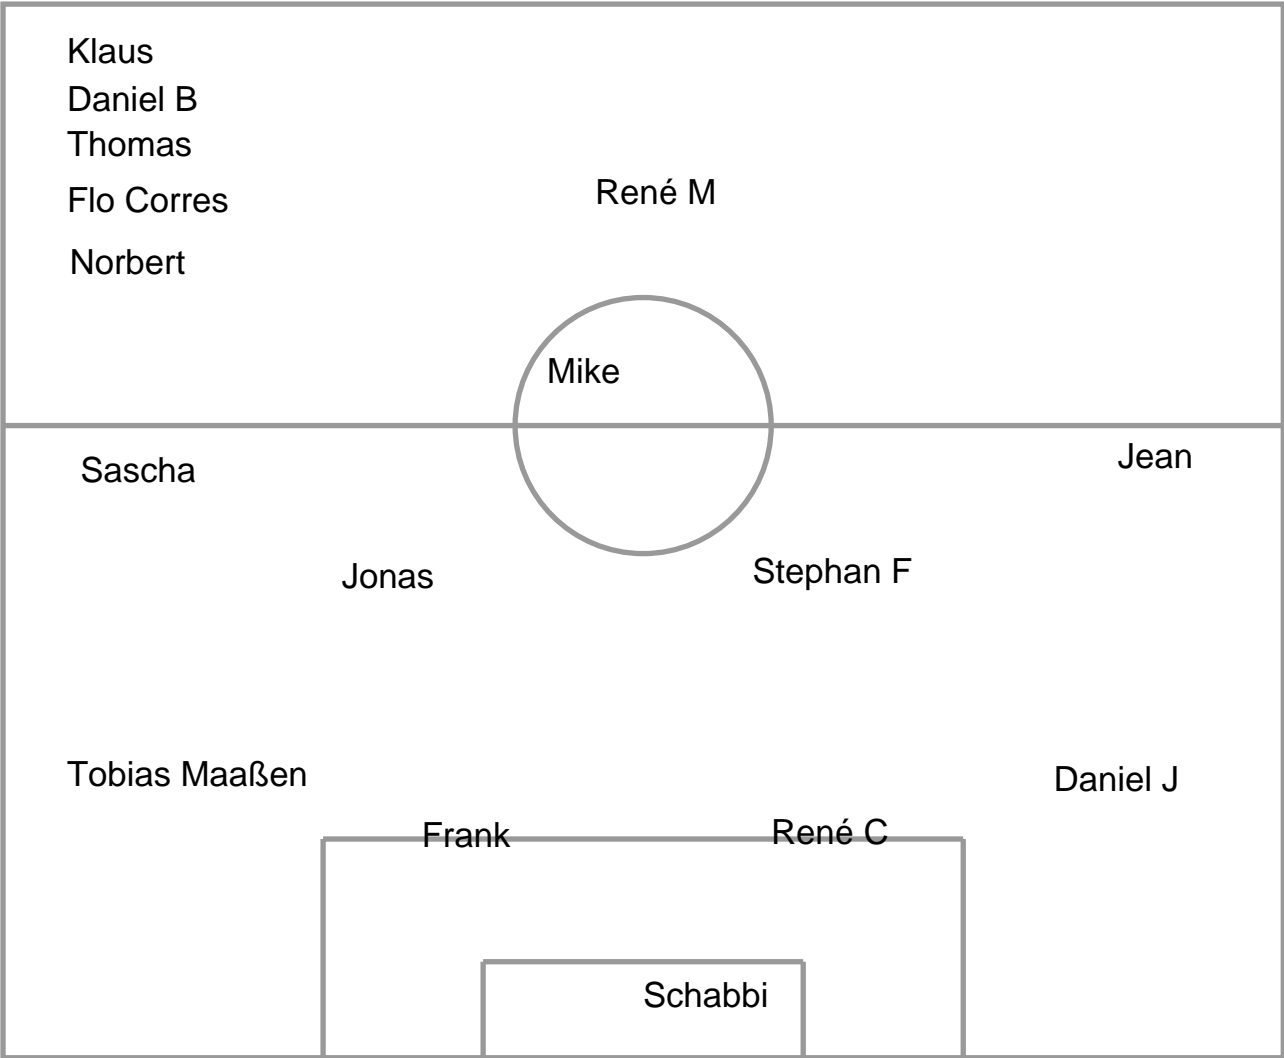 Klaus
Daniel B
Thomas
Flo Corres
René M
Norbert
Mike
Sascha
Jean
Jonas
Stephan F
Tobias Maaßen
Daniel J
Frank
René C
Schabbi